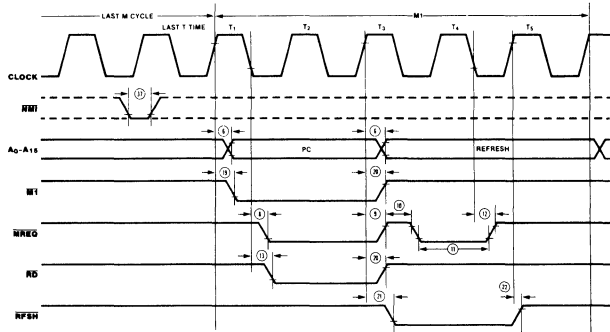 LAST M CYCLE M1
LAST T TIME T1 T2 T3 T4 T5
CLOCK
NMI 37
A0-A15 6 PC 6 REFRESH
M1 19 20
MREQ 8 9 10 11 12
RD 13 20
RFSH 21 22